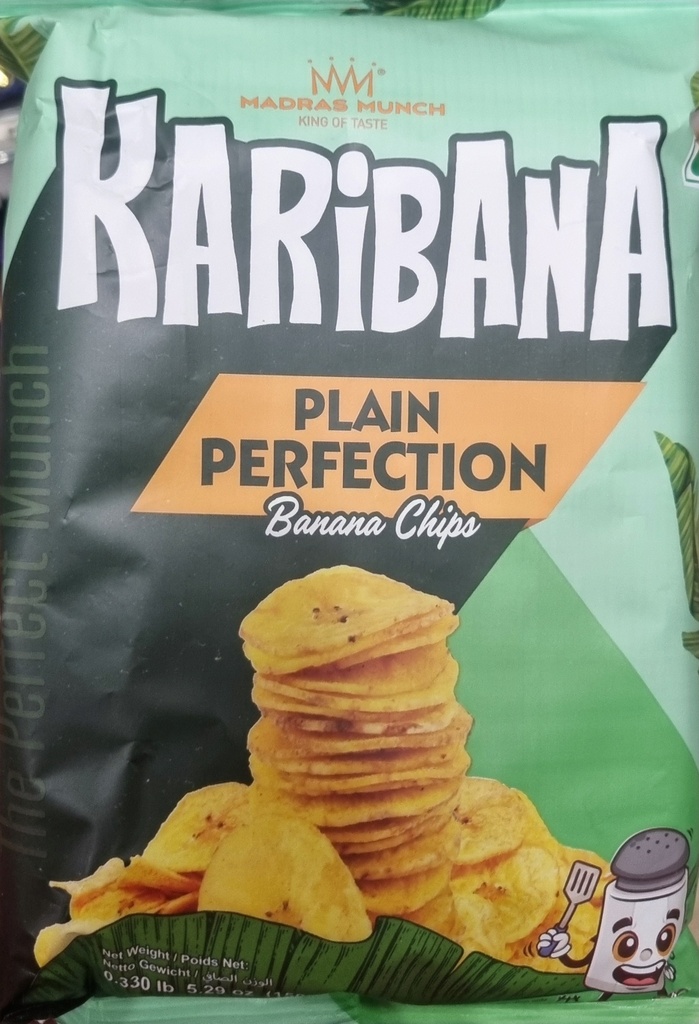 MADRAS MUNCH®
KING OF TASTE
KARiBANA
PLAIN
PERFECTION
Banana Chips
The Perfect Munch
Net Weight / Poids Net:
Netto Gewicht / الوزن الصافي
0.330 lb 5.29 oz